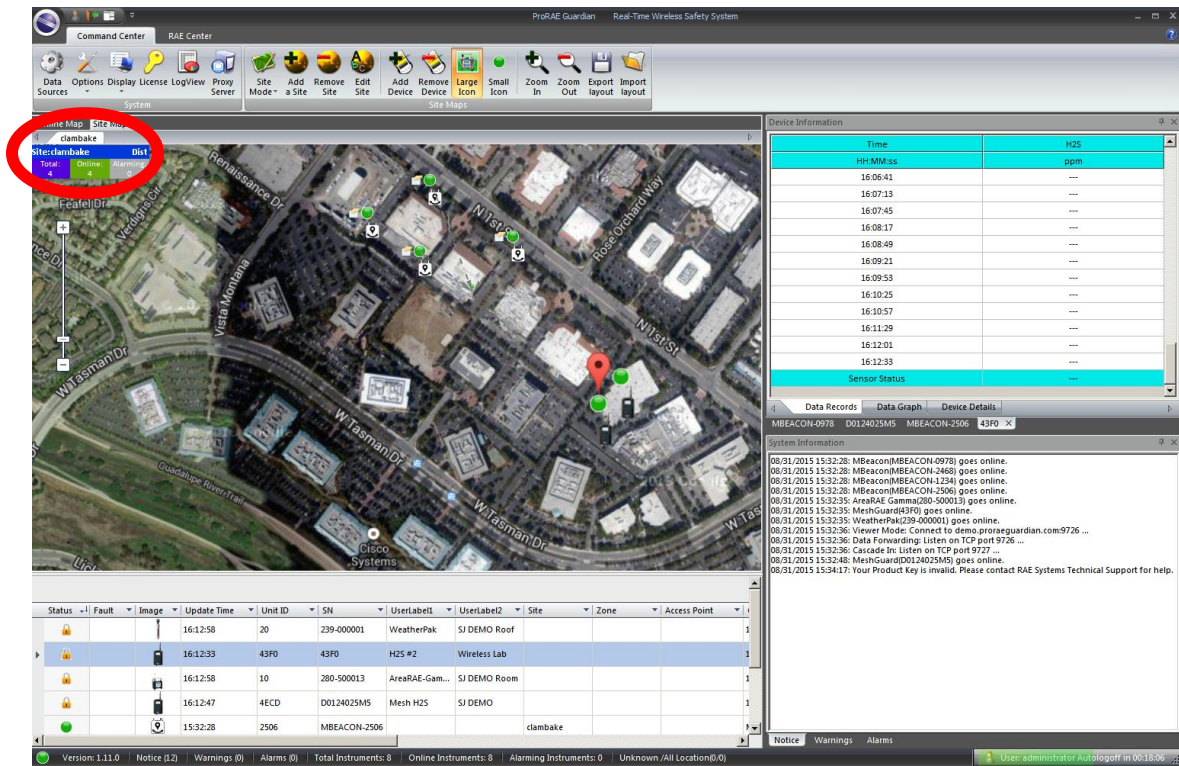 ProRAE Guardian Real-Time Wireless Safety System
Command Center RAE Center
Data Sources
Options
Display
License
LogView
Proxy Server
Site Mode
Add a Site
Remove Site
Edit Site
Add Device
Remove Device
Large Icon
Small Icon
Zoom In
Zoom Out
Export layout
Import layout
System
Site Maps
Map Site
clambake
Site:clambake Dist
Total: 4
Online: 4
Alarming: 0
Renaissance Dr
Feafel Dr
Verdigris Cir
Vista Montana
N 1st St
Rose Orchard Way
N 1st St
W Tasman Dr
W Tasman Dr
W Tasman Dr
Guadalupe River Trail
Cisco Systems
Device Information
Time H2S
HH:MM:ss ppm
16:06:41 ---
16:07:13 ---
16:07:45 ---
16:08:17 ---
16:08:49 ---
16:09:21 ---
16:09:53 ---
16:10:25 ---
16:10:57 ---
16:11:29 ---
16:12:01 ---
16:12:33 ---
Sensor Status ---
Data Records Data Graph Device Details
MBEACON-0978 D0124025M5 MBEACON-2506 43F0
System Information
08/31/2015 15:32:28: MBeacon(MBEACON-0978) goes online.
08/31/2015 15:32:28: MBeacon(MBEACON-2468) goes online.
08/31/2015 15:32:28: MBeacon(MBEACON-1234) goes online.
08/31/2015 15:32:28: MBeacon(MBEACON-2506) goes online.
08/31/2015 15:32:35: AreaRAE Gamma(280-500013) goes online.
08/31/2015 15:32:35: MeshGuard(43F0) goes online.
08/31/2015 15:32:35: WeatherPak(239-000001) goes online.
08/31/2015 15:32:36: Viewer Mode: Connect to demo.proraeguardian.com:9726 ...
08/31/2015 15:32:36: Data Forwarding: Listen on TCP port 9726 ...
08/31/2015 15:32:36: Cascade In: Listen on TCP port 9727 ...
08/31/2015 15:32:48: MeshGuard(D0124025M5) goes online.
08/31/2015 15:34:17: Your Product Key is invalid. Please contact RAE Systems Technical Support for help.
Status Fault Image Update Time Unit ID SN UserLabel1 UserLabel2 Site Zone Access Point
16:12:58 20 239-000001 WeatherPak SJ DEMO Roof
16:12:33 43F0 43F0 H2S #2 Wireless Lab
16:12:58 10 280-500013 AreaRAE-Gam... SJ DEMO Room
16:12:47 4ECD D0124025M5 Mesh H2S SJ DEMO
15:32:28 2506 MBEACON-2506 clambake
Notice Warnings Alarms
Version: 1.11.0 Notice (12) Warnings (0) Alarms (0) Total Instruments: 8 Online Instruments: 8 Alarming Instruments: 0 Unknown /All Location(0/0)
User: administrator Autologoff in 00:18:06